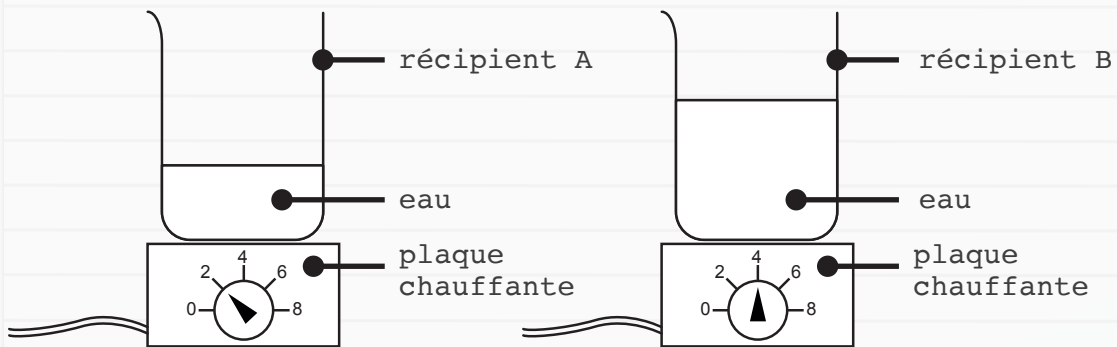 récipient A
eau
plaque
chauffante
0 2 4 6 8
récipient B
eau
plaque
chauffante
0 2 4 6 8